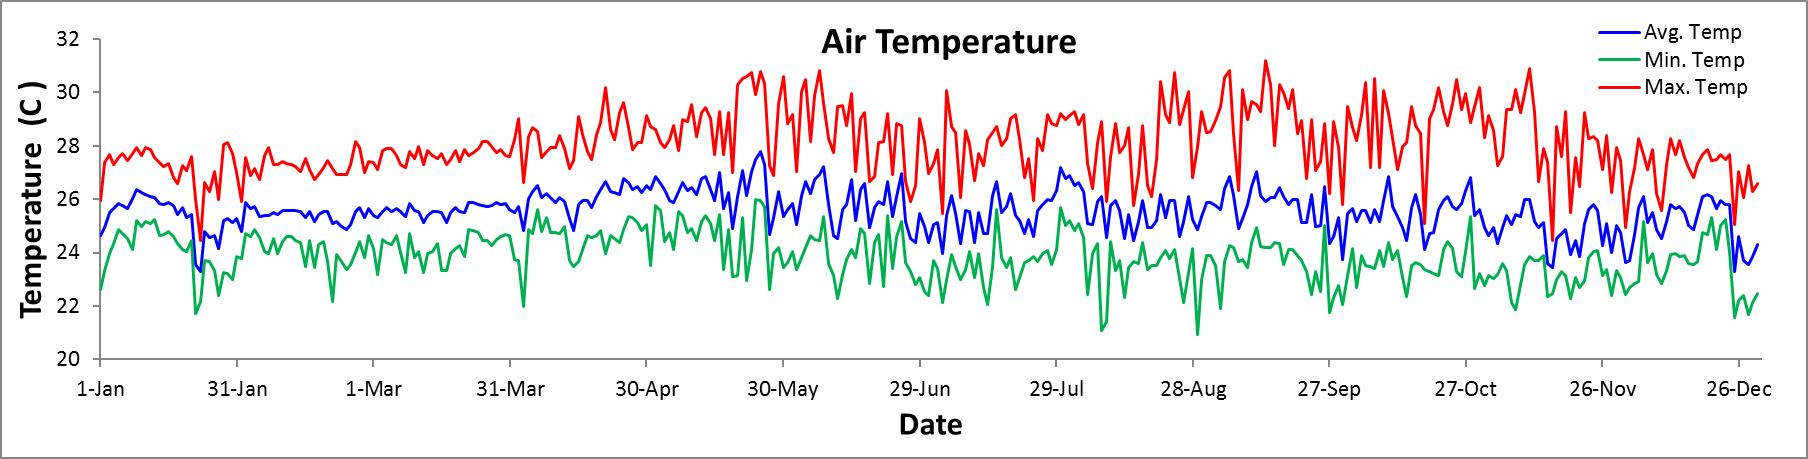 Air Temperature
Avg. Temp
Min. Temp
Max. Temp
Temperature (C )
32
30
28
26
24
22
20
1-Jan 31-Jan 1-Mar 31-Mar 30-Apr 30-May 29-Jun 29-Jul 28-Aug 27-Sep 27-Oct 26-Nov 26-Dec
Date